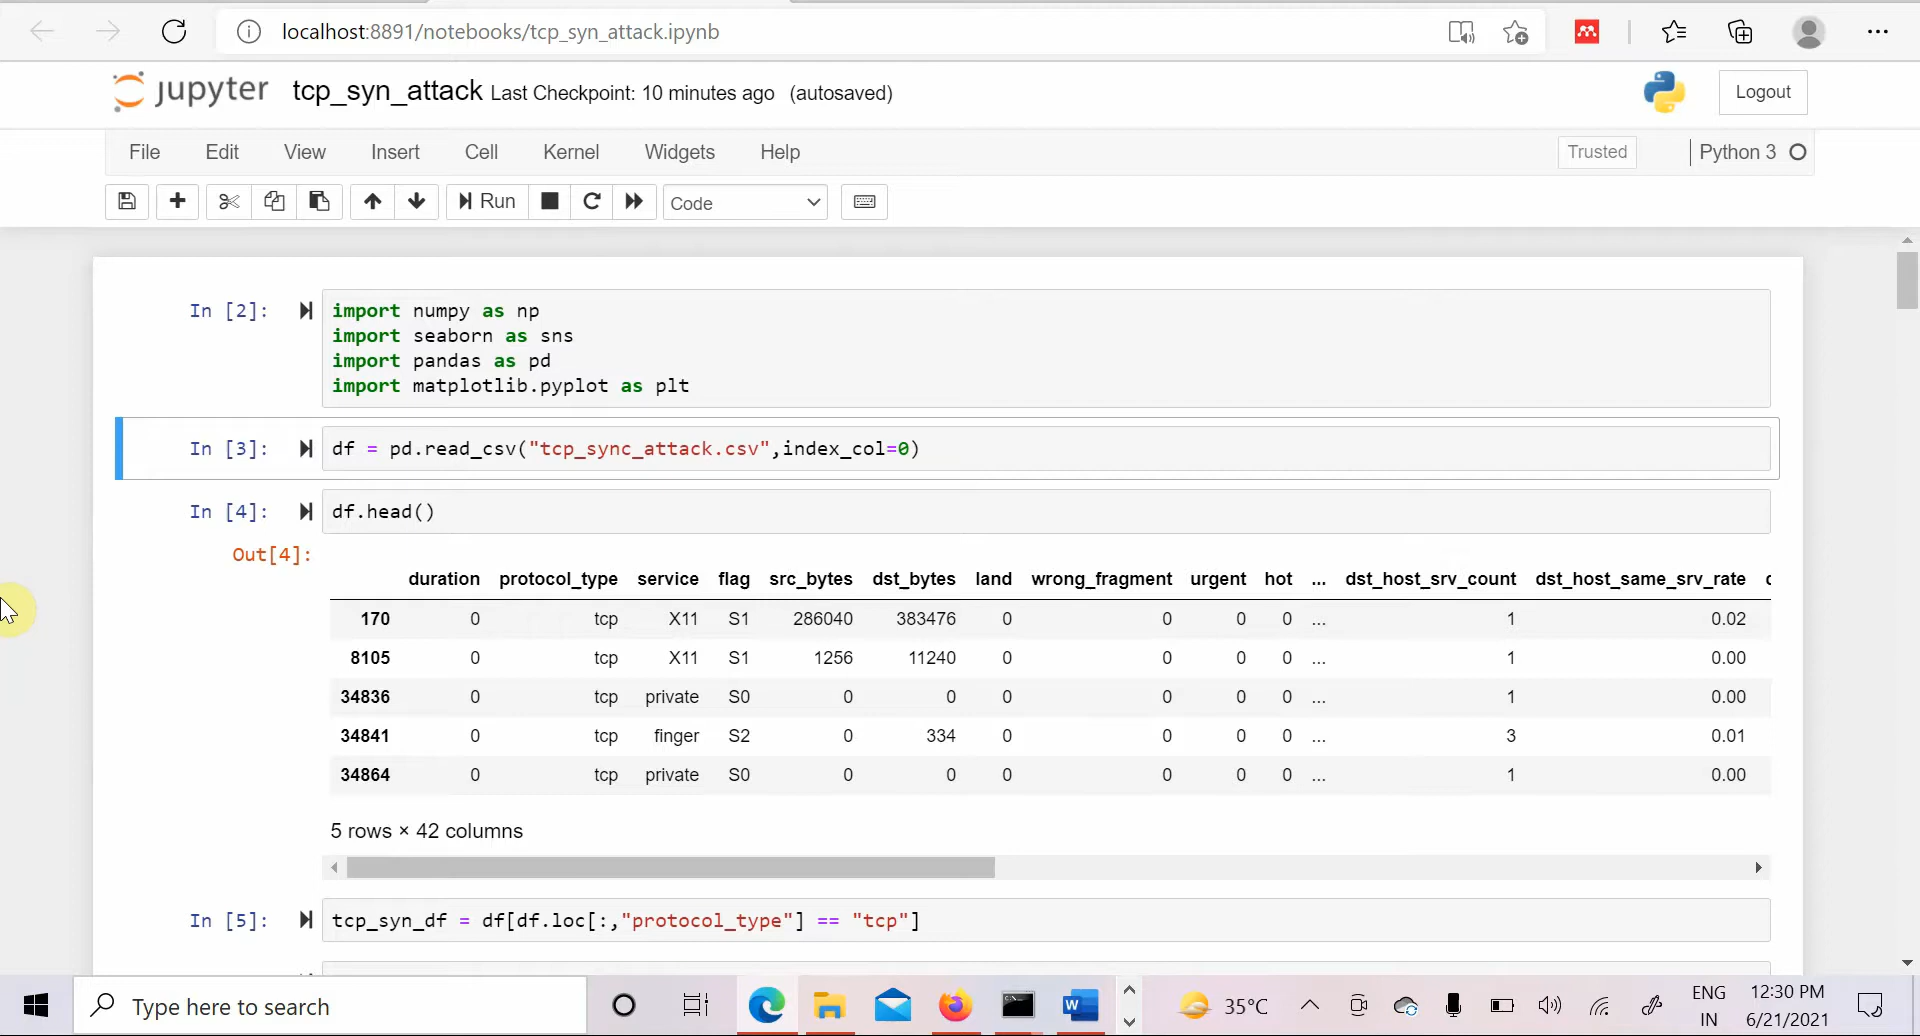 localhost:8891/notebooks/tcp_syn_attack.ipynb
jupyter tcp_syn_attack Last Checkpoint: 10 minutes ago (autosaved) Logout
File Edit View Insert Cell Kernel Widgets Help Trusted Python 3
Run Code
In [2]: import numpy as np
import seaborn as sns
import pandas as pd
import matplotlib.pyplot as plt
In [3]: df = pd.read_csv("tcp_sync_attack.csv",index_col=0)
In [4]: df.head()
Out[4]:
duration protocol_type service flag src_bytes dst_bytes land wrong_fragment urgent hot ... dst_host_srv_count dst_host_same_srv_rate
170 0 tcp X11 S1 286040 383476 0 0 0 0 ... 1 0.02
8105 0 tcp X11 S1 1256 11240 0 0 0 0 ... 1 0.00
34836 0 tcp private S0 0 0 0 0 0 0 ... 1 0.00
34841 0 tcp finger S2 0 334 0 0 0 0 ... 3 0.01
34864 0 tcp private S0 0 0 0 0 0 0 ... 1 0.00
5 rows × 42 columns
In [5]: tcp_syn_df = df[df.loc[:,"protocol_type"] == "tcp"]
Type here to search 35°C ENG 12:30 PM
IN 6/21/2021